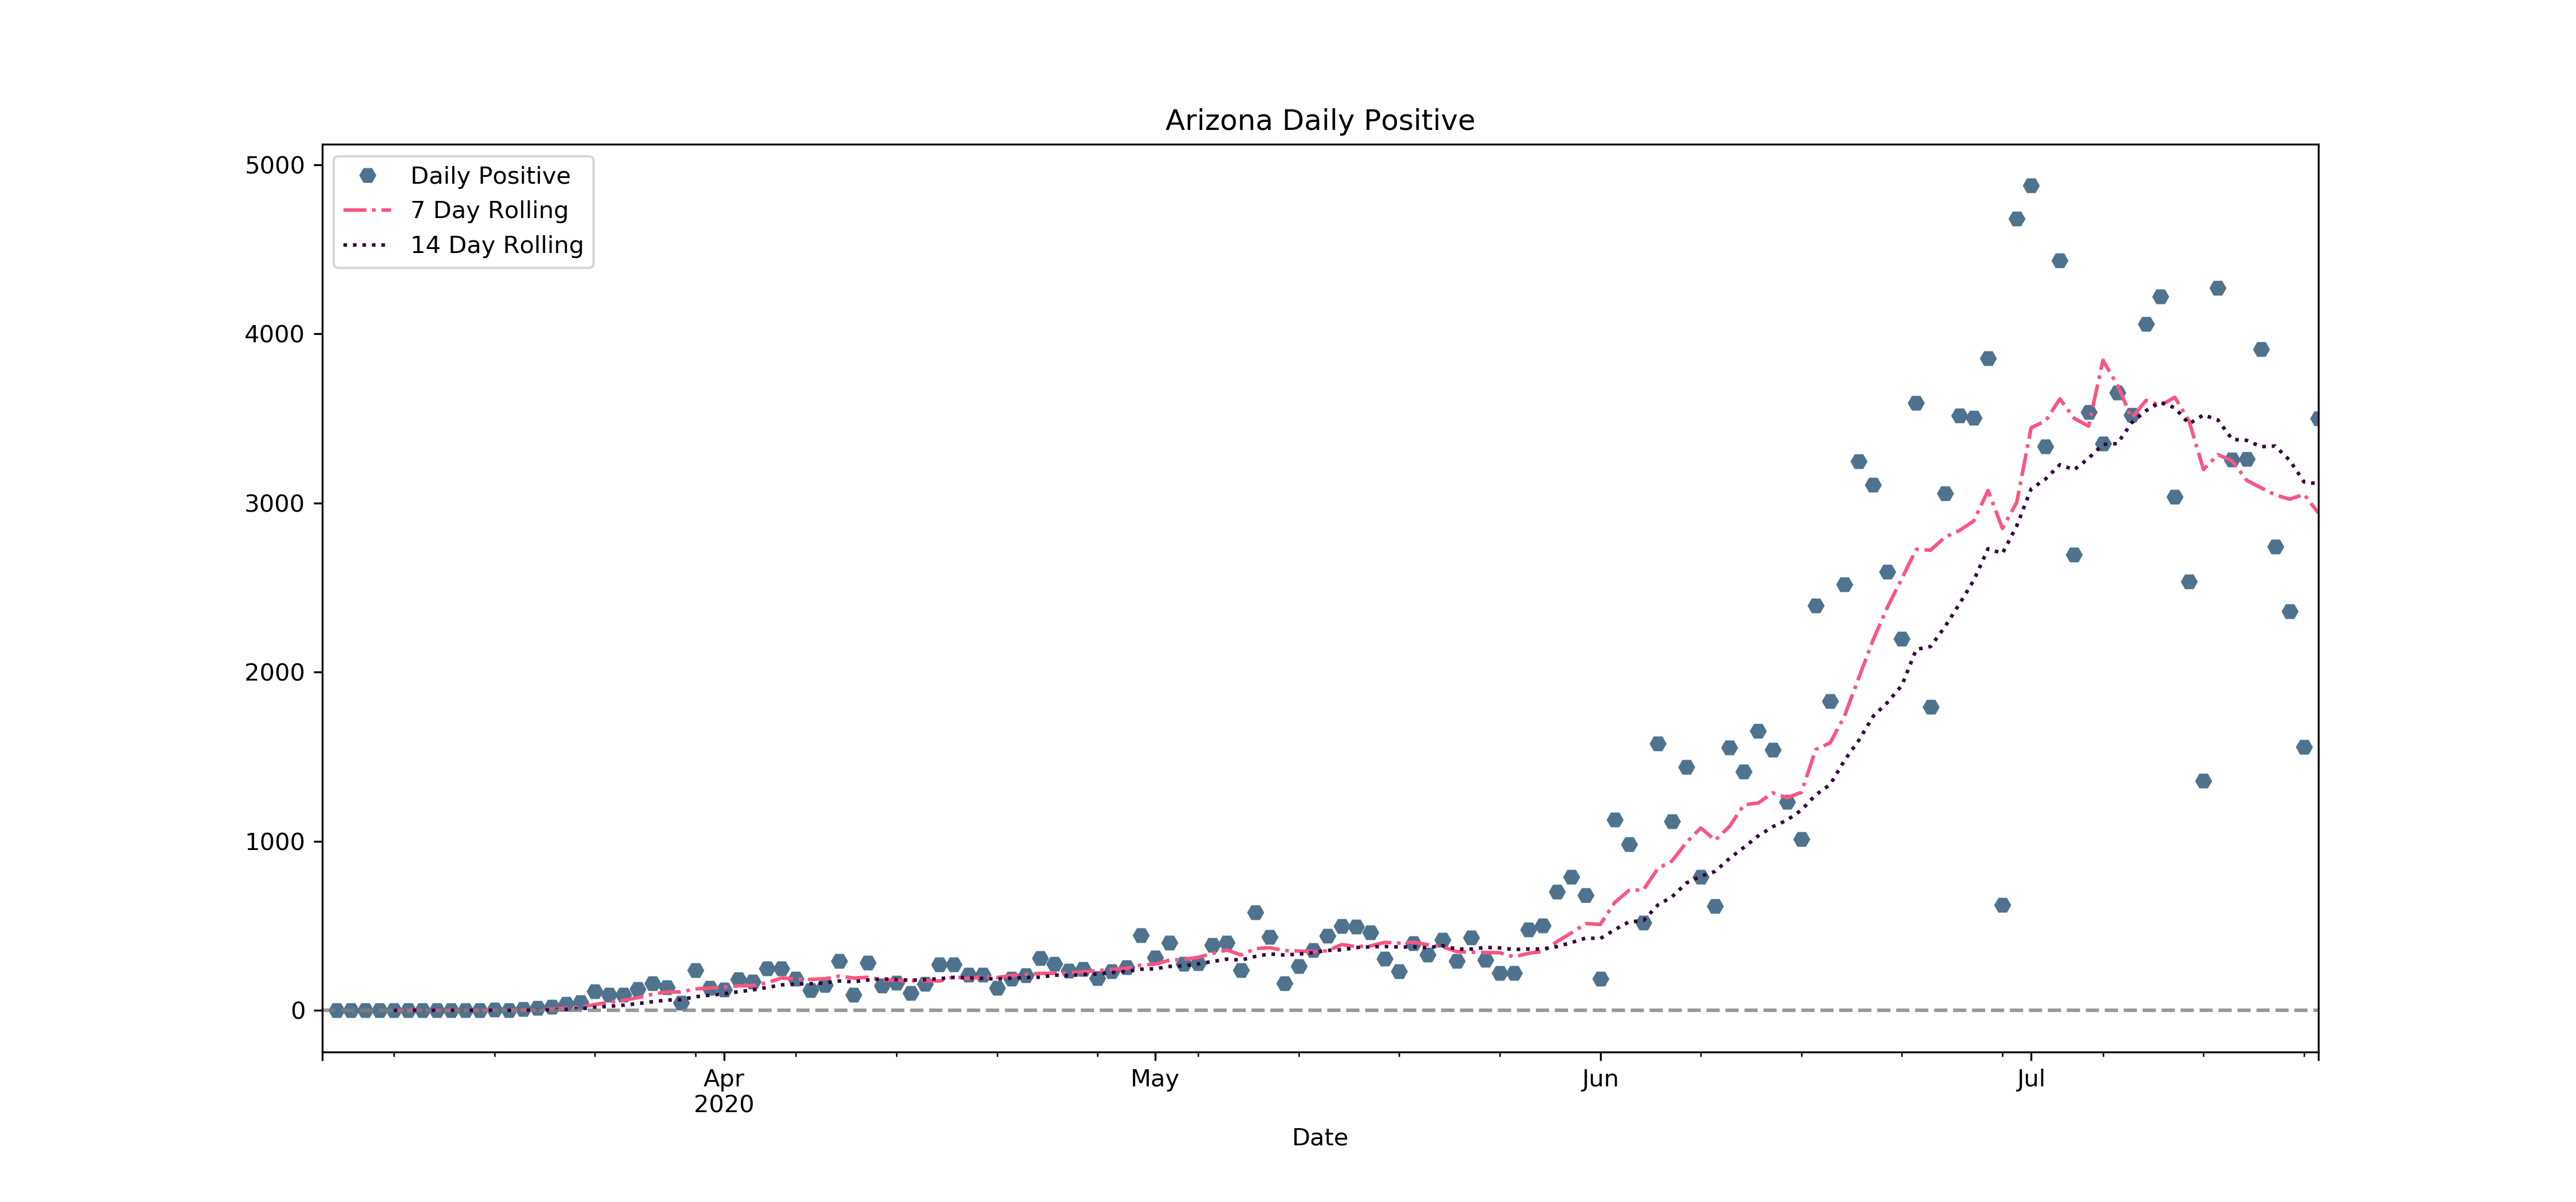 Arizona Daily Positive
5000
4000
3000
2000
1000
0
Daily Positive
7 Day Rolling
14 Day Rolling
Apr
2020
May
Jun
Jul
Date